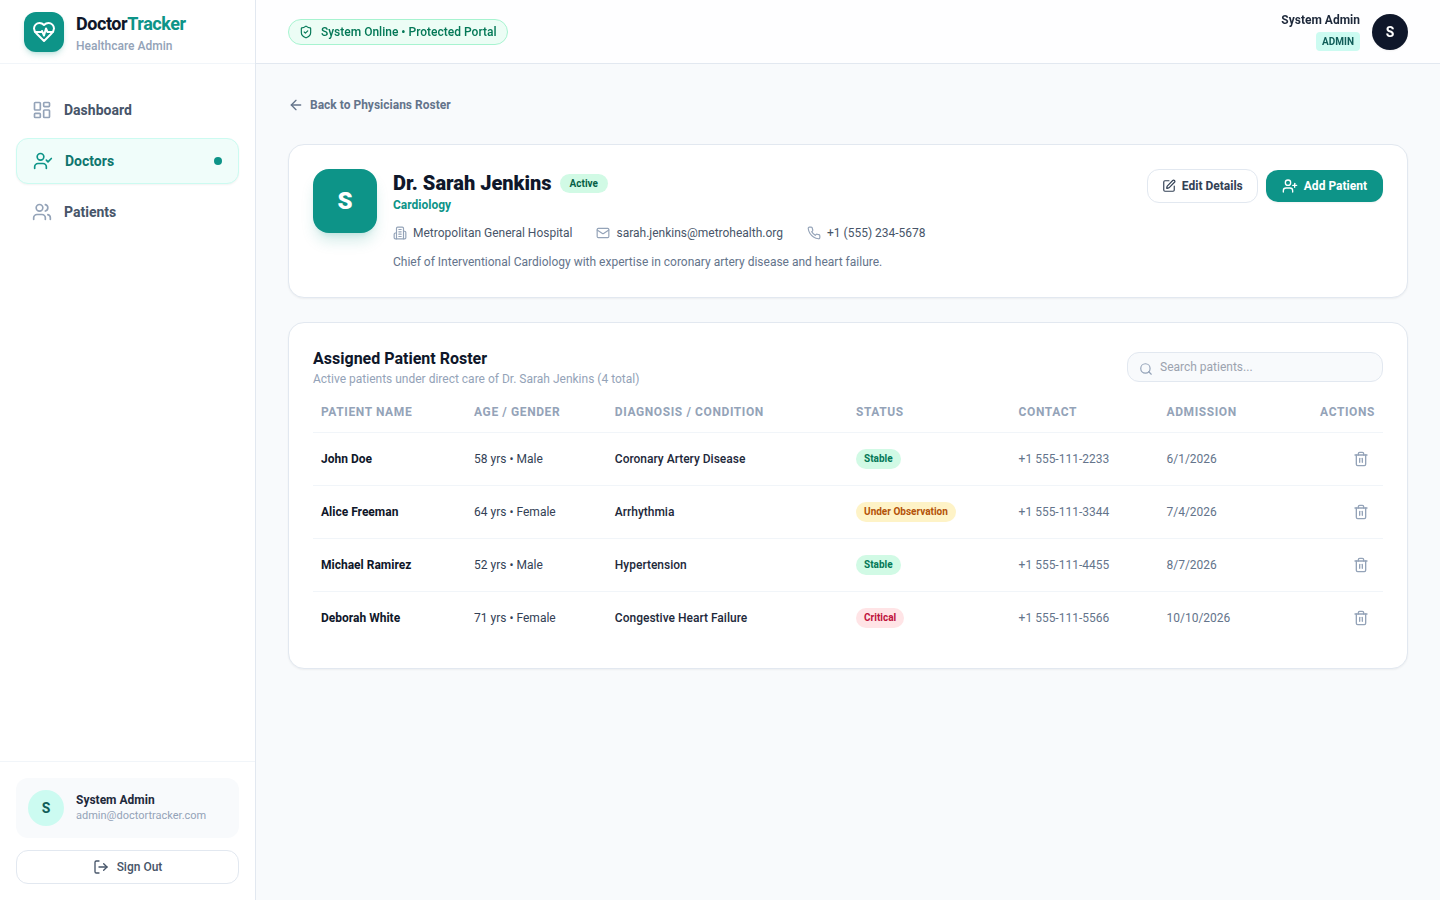 DoctorTracker
Healthcare Admin
System Online • Protected Portal
System Admin
ADMIN
S
Dashboard
Doctors
Patients
Back to Physicians Roster
S
Dr. Sarah Jenkins
Active
Cardiology
Metropolitan General Hospital
sarah.jenkins@metrohealth.org
+1 (555) 234-5678
Chief of Interventional Cardiology with expertise in coronary artery disease and heart failure.
Edit Details
Add Patient
Assigned Patient Roster
Active patients under direct care of Dr. Sarah Jenkins (4 total)
Search patients...
PATIENT NAME AGE / GENDER DIAGNOSIS / CONDITION STATUS CONTACT ADMISSION ACTIONS
John Doe 58 yrs • Male Coronary Artery Disease Stable +1 555-111-2233 6/1/2026
Alice Freeman 64 yrs • Female Arrhythmia Under Observation +1 555-111-3344 7/4/2026
Michael Ramirez 52 yrs • Male Hypertension Stable +1 555-111-4455 8/7/2026
Deborah White 71 yrs • Female Congestive Heart Failure Critical +1 555-111-5566 10/10/2026
S
System Admin
admin@doctortracker.com
Sign Out